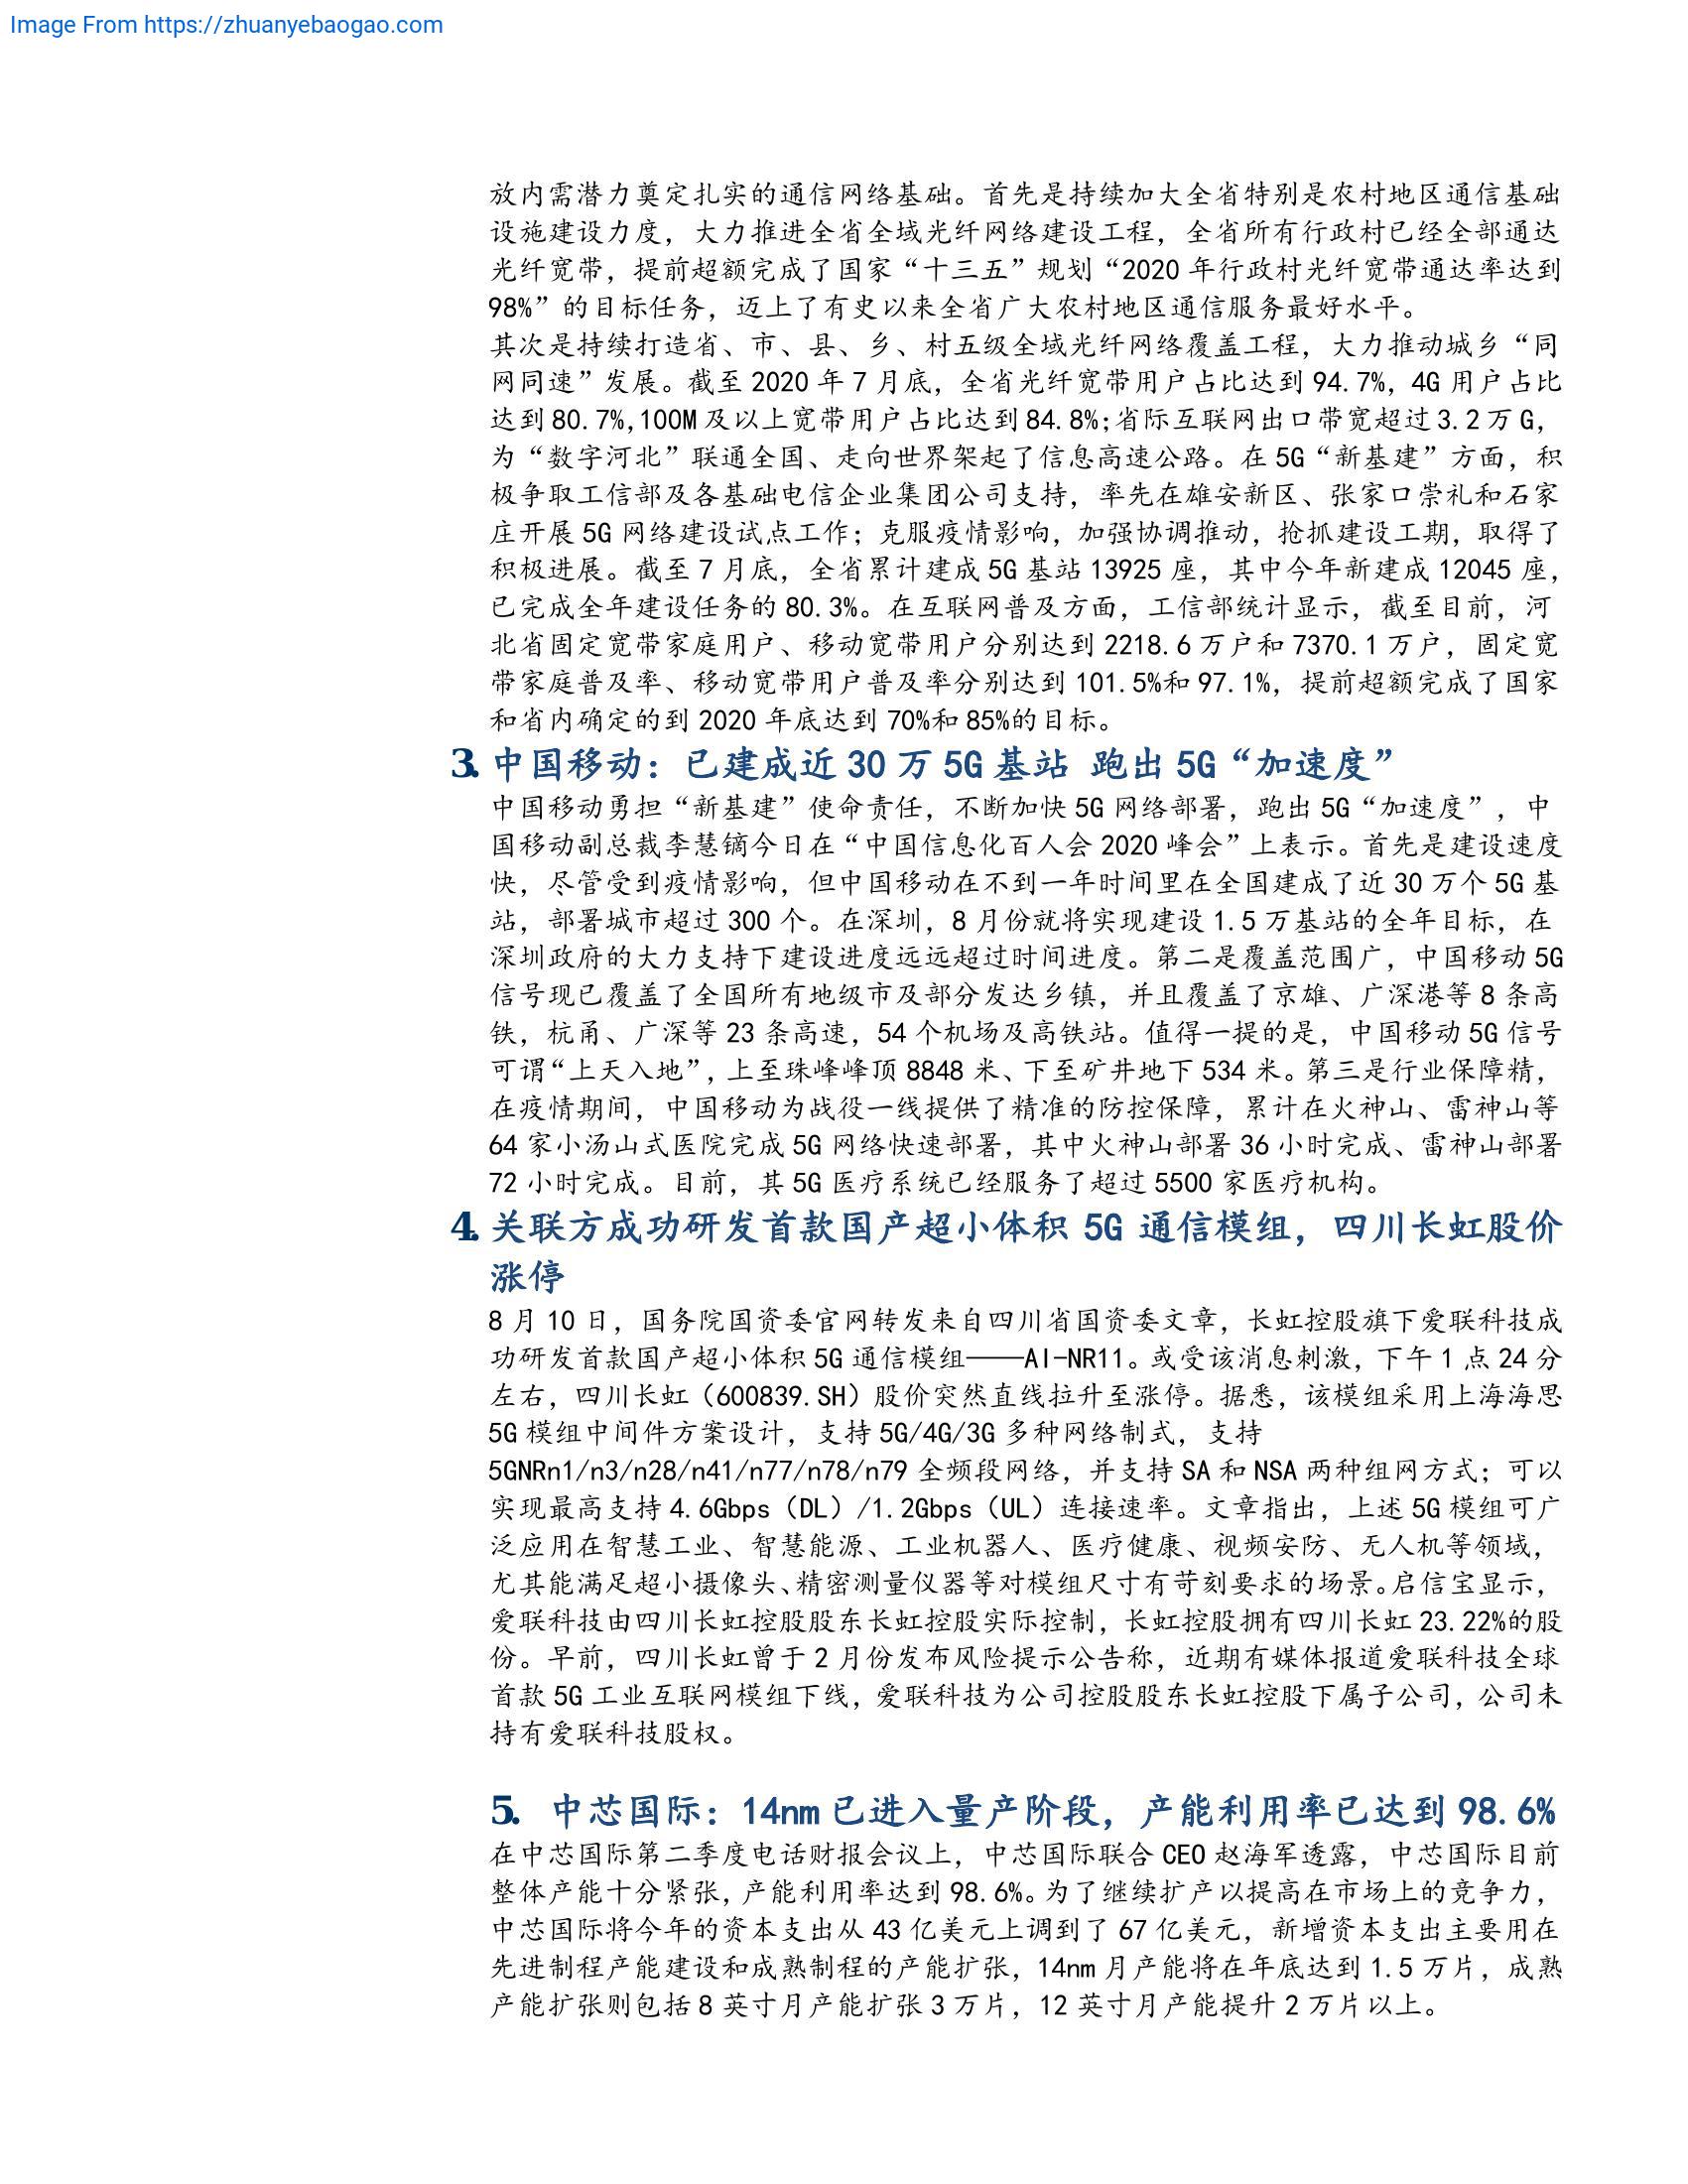 Image From https://zhuanyebaogao.com
放内需潜力奠定扎实的通信网络基础。首先是持续加大全省特别是农村地区通信基础
设施建设力度，大力推进全省全域光纤网络建设工程，全省所有行政村已经全部通达
光纤宽带，提前超额完成了国家“十三五”规划“2020 年行政村光纤宽带通达率达到
98%”的目标任务，迈上了有史以来全省广大农村地区通信服务最好水平。
其次是持续打造省、市、县、乡、村五级全域光纤网络覆盖工程，大力推动城乡“同
网同速”发展。截至 2020 年 7 月底，全省光纤宽带用户占比达到 94.7%，4G 用户占比
达到 80.7%,100M 及以上宽带用户占比达到 84.8%;省际互联网出口带宽超过 3.2 万 G，
为“数字河北”联通全国、走向世界架起了信息高速公路。在 5G“新基建”方面，积
极争取工信部及各基础电信企业集团公司支持，率先在雄安新区、张家口崇礼和石家
庄开展 5G 网络建设试点工作；克服疫情影响，加强协调推动，抢抓建设工期，取得了
积极进展。截至 7 月底，全省累计建成 5G 基站 13925 座，其中今年新建成 12045 座，
已完成全年建设任务的 80.3%。在互联网普及方面，工信部统计显示，截至目前，河
北省固定宽带家庭用户、移动宽带用户分别达到 2218.6 万户和 7370.1 万户，固定宽
带家庭普及率、移动宽带用户普及率分别达到 101.5%和 97.1%，提前超额完成了国家
和省内确定的到 2020 年底达到 70%和 85%的目标。
3. 中国移动：已建成近 30 万 5G 基站 跑出 5G“加速度”
中国移动勇担“新基建”使命责任，不断加快 5G 网络部署，跑出 5G“加速度”，中
国移动副总裁李慧镝今日在“中国信息化百人会 2020 峰会”上表示。首先是建设速度
快，尽管受到疫情影响，但中国移动在不到一年时间里在全国建成了近 30 万个 5G 基
站，部署城市超过 300 个。在深圳，8 月份就将实现建设 1.5 万基站的全年目标，在
深圳政府的大力支持下建设进度远远超过时间进度。第二是覆盖范围广，中国移动 5G
信号现已覆盖了全国所有地级市及部分发达乡镇，并且覆盖了京雄、广深港等 8 条高
铁，杭甬、广深等 23 条高速，54 个机场及高铁站。值得一提的是，中国移动 5G 信号
可谓“上天入地”，上至珠峰峰顶 8848 米、下至矿井地下 534 米。第三是行业保障精，
在疫情期间，中国移动为战役一线提供了精准的防控保障，累计在火神山、雷神山等
64 家小汤山式医院完成 5G 网络快速部署，其中火神山部署 36 小时完成、雷神山部署
72 小时完成。目前，其 5G 医疗系统已经服务了超过 5500 家医疗机构。
4. 关联方成功研发首款国产超小体积 5G 通信模组，四川长虹股价
涨停
8 月 10 日，国务院国资委官网转发来自四川省国资委文章，长虹控股旗下爱联科技成
功研发首款国产超小体积 5G 通信模组——AI-NR11。或受该消息刺激，下午 1 点 24 分
左右，四川长虹（600839.SH）股价突然直线拉升至涨停。据悉，该模组采用上海海思
5G 模组中间件方案设计，支持 5G/4G/3G 多种网络制式，支持
5GNRn1/n3/n28/n41/n77/n78/n79 全频段网络，并支持 SA 和 NSA 两种组网方式；可以
实现最高支持 4.6Gbps（DL）/1.2Gbps（UL）连接速率。文章指出，上述 5G 模组可广
泛应用在智慧工业、智慧能源、工业机器人、医疗健康、视频安防、无人机等领域，
尤其能满足超小摄像头、精密测量仪器等对模组尺寸有苛刻要求的场景。启信宝显示，
爱联科技由四川长虹控股股东长虹控股实际控制，长虹控股拥有四川长虹 23.22%的股
份。早前，四川长虹曾于 2 月份发布风险提示公告称，近期有媒体报道爱联科技全球
首款 5G 工业互联网模组下线，爱联科技为公司控股股东长虹控股下属子公司，公司未
持有爱联科技股权。
5. 中芯国际：14nm 已进入量产阶段，产能利用率已达到 98.6%
在中芯国际第二季度电话财报会议上，中芯国际联合 CEO 赵海军透露，中芯国际目前
整体产能十分紧张，产能利用率达到 98.6%。为了继续扩产以提高在市场上的竞争力，
中芯国际将今年的资本支出从 43 亿美元上调到了 67 亿美元，新增资本支出主要用在
先进制程产能建设和成熟制程的产能扩张，14nm 月产能将在年底达到 1.5 万片，成熟
产能扩张则包括 8 英寸月产能扩张 3 万片，12 英寸月产能提升 2 万片以上。